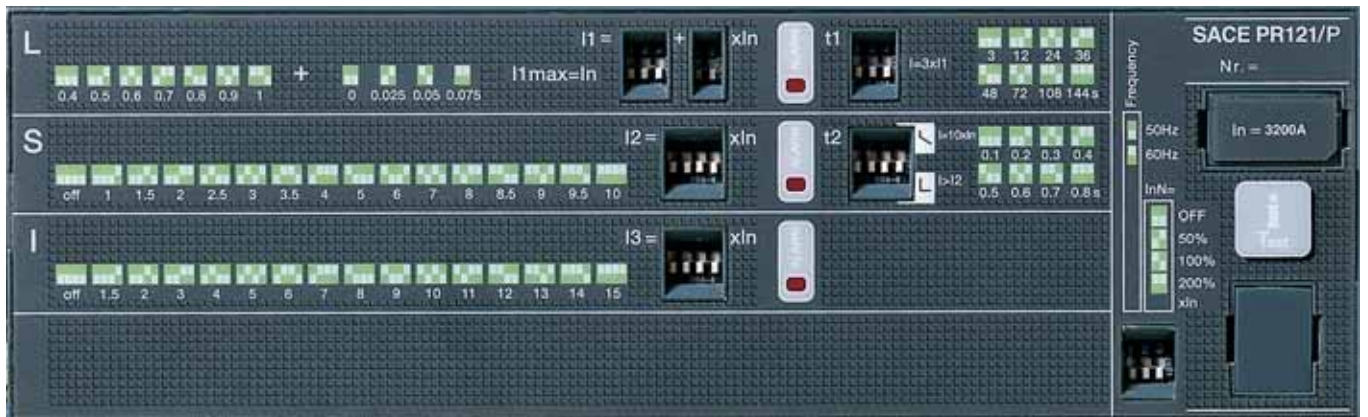 L
I1 =
+
xIn
I1max=In
0.4 0.5 0.6 0.7 0.8 0.9 1
+
0 0.025 0.05 0.075
ALARM
t1
I=3xI1
3 12 24 36
48 72 108 144 s
S
I2=
xIn
off 1 1.5 2 2.5 3 3.5 4 5 6 7 8 8.5 9 9.5 10
t2
I=10xIn
I>I2
0.1 0.2 0.3 0.4
0.5 0.6 0.7 0.8 s
I
I3 =
xIn
off 1.5 2 3 4 5 6 7 8 9 10 11 12 13 14 15
Frequency
50Hz
60Hz
InN=
OFF
50%
100%
200%
xIn
SACE PR121/P
Nr. =
In = 3200A
Test